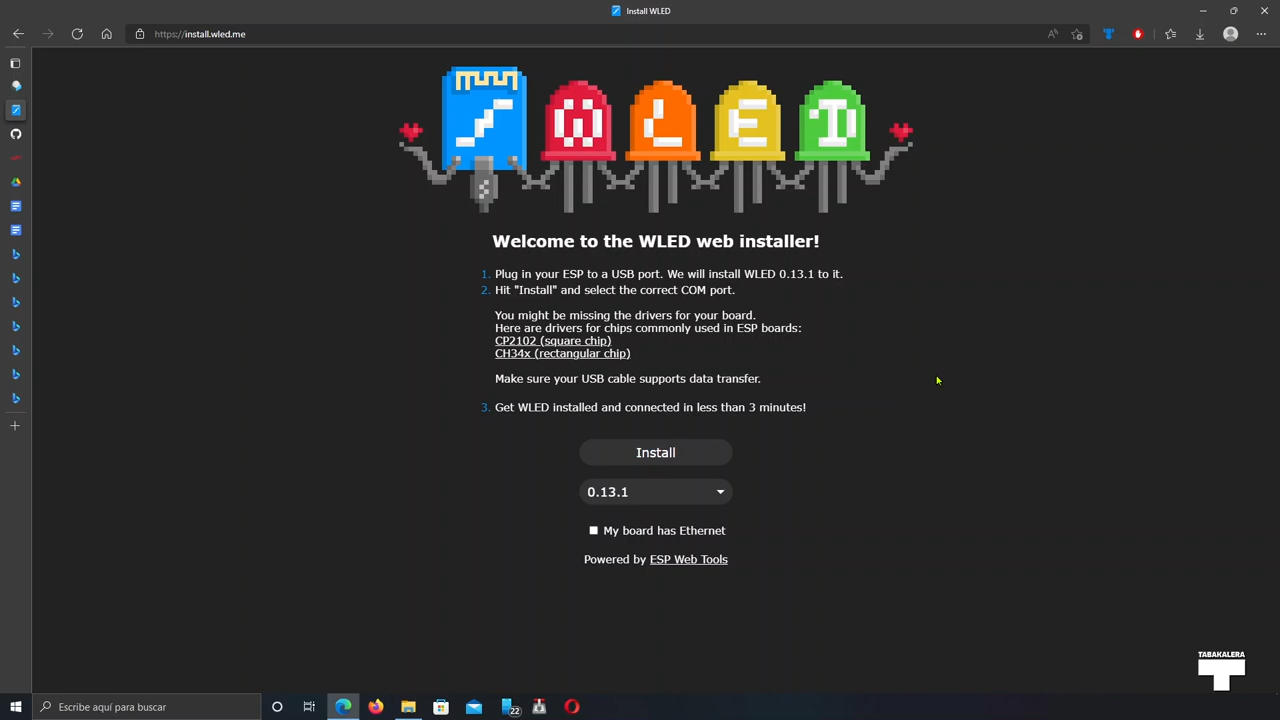 Install WLED
https://install.wled.me
WLED
Welcome to the WLED web installer!
1. Plug in your ESP to a USB port. We will install WLED 0.13.1 to it.
2. Hit "Install" and select the correct COM port.
You might be missing the drivers for your board.
Here are drivers for chips commonly used in ESP boards:
CP2102 (square chip)
CH34x (rectangular chip)
Make sure your USB cable supports data transfer.
3. Get WLED installed and connected in less than 3 minutes!
Install
0.13.1
My board has Ethernet
Powered by ESP Web Tools
TABAKALERA
Escribe aquí para buscar
22